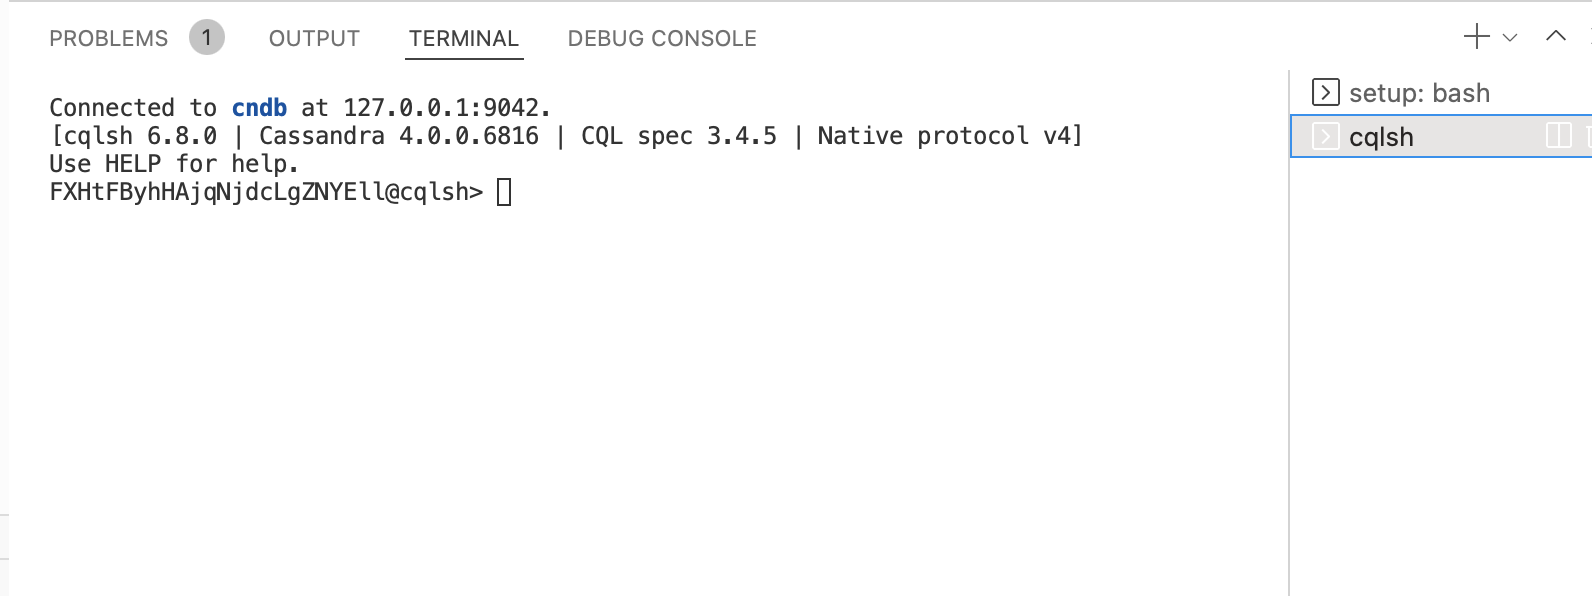 PROBLEMS 1 OUTPUT TERMINAL DEBUG CONSOLE
Connected to cndb at 127.0.0.1:9042.
[cqlsh 6.8.0 | Cassandra 4.0.0.6816 | CQL spec 3.4.5 | Native protocol v4]
Use HELP for help.
FXHtFByhHAjqNjdcLgZNYEll@cqlsh>
setup: bash
cqlsh